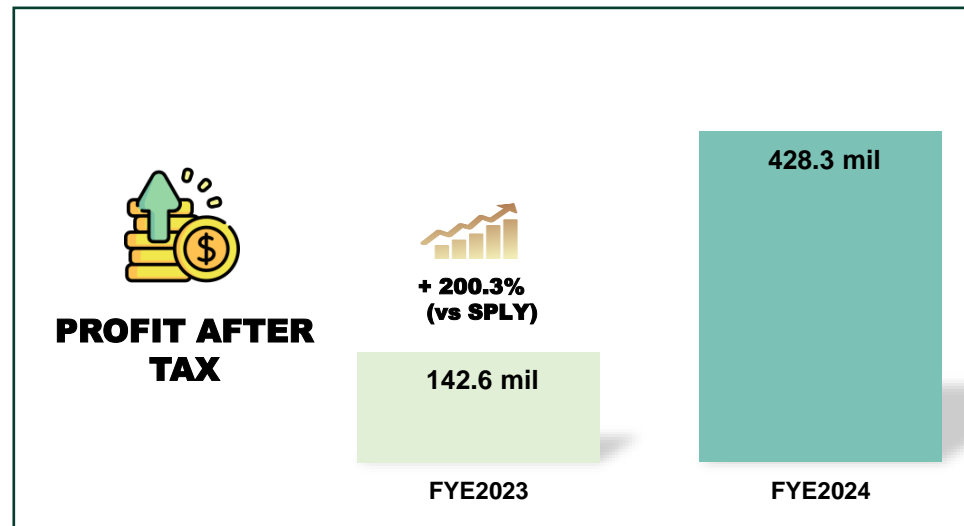 PROFIT AFTER
TAX
+ 200.3%
(vs SPLY)
142.6 mil
FYE2023
428.3 mil
FYE2024